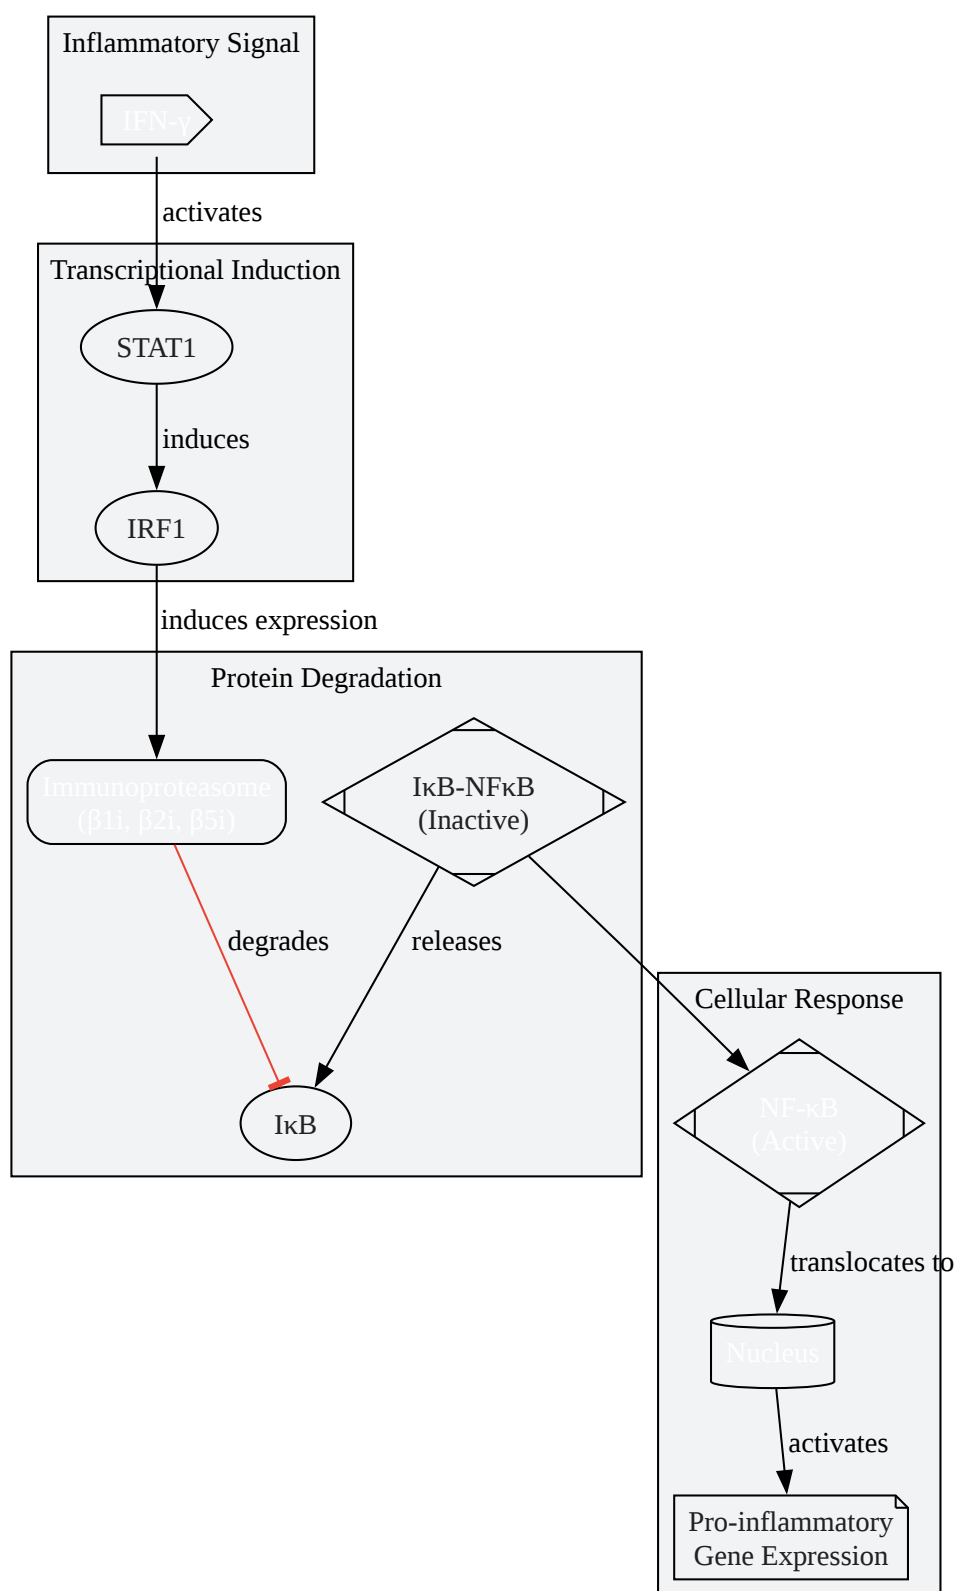 Inflammatory Signal
IFN-γ
activates
Transcriptional Induction
STAT1
induces
IRF1
induces expression
Protein Degradation
Immunoproteasome
(β1i, β2i, β5i)
IκB-NFκB
(Inactive)
degrades
releases
IκB
Cellular Response
NF-κB
(Active)
translocates to
Nucleus
activates
Pro-inflammatory
Gene Expression